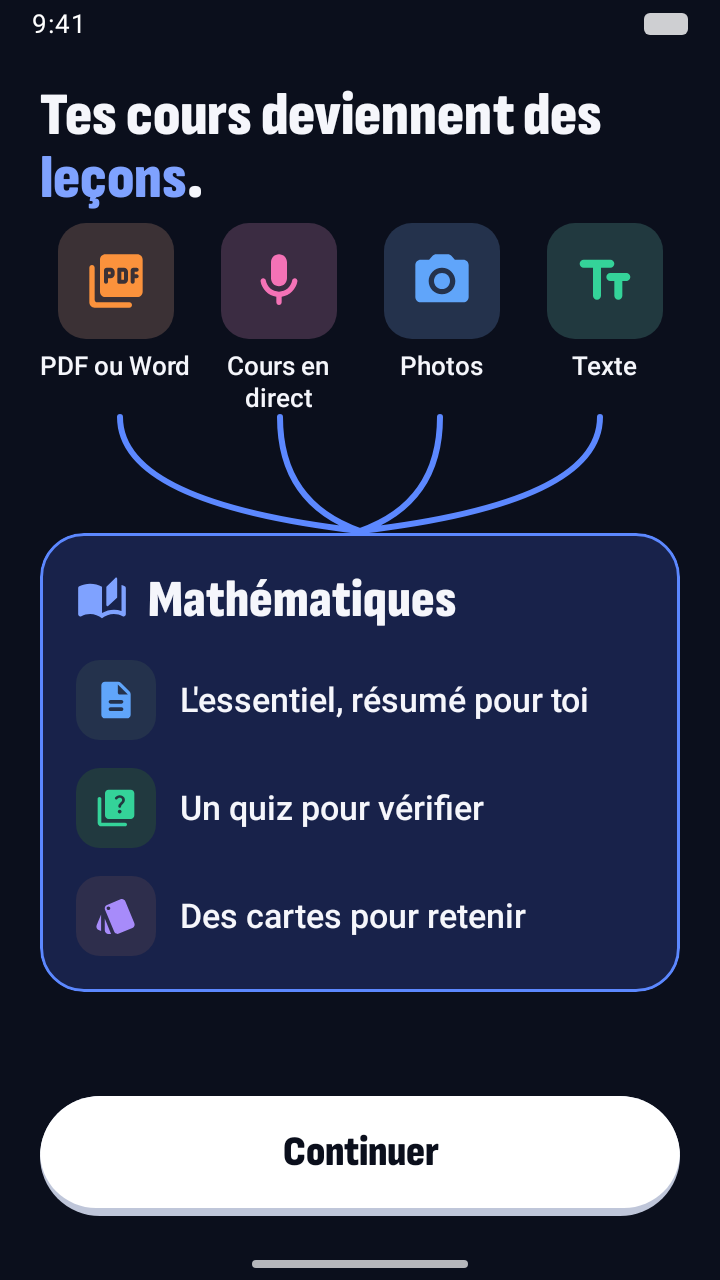 9:41
Tes cours deviennent des
leçons.
PDF
PDF ou Word
Cours en
direct
Photos
Tт
Texte
Mathématiques
L'essentiel, résumé pour toi
?
Un quiz pour vérifier
Des cartes pour retenir
Continuer